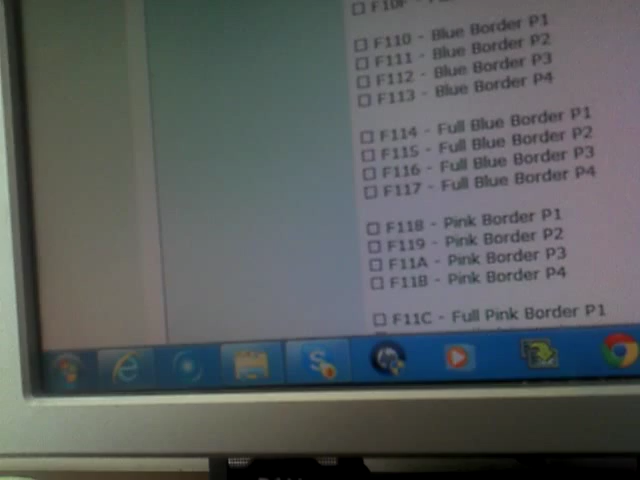 ☐ F10F -
☐ F110 - Blue Border P1
☐ F111 - Blue Border P2
☐ F112 - Blue Border P3
☐ F113 - Blue Border P4
☐ F114 - Full Blue Border P1
☐ F115 - Full Blue Border P2
☐ F116 - Full Blue Border P3
☐ F117 - Full Blue Border P4
☐ F118 - Pink Border P1
☐ F119 - Pink Border P2
☐ F11A - Pink Border P3
☐ F11B - Pink Border P4
☐ F11C - Full Pink Border P1